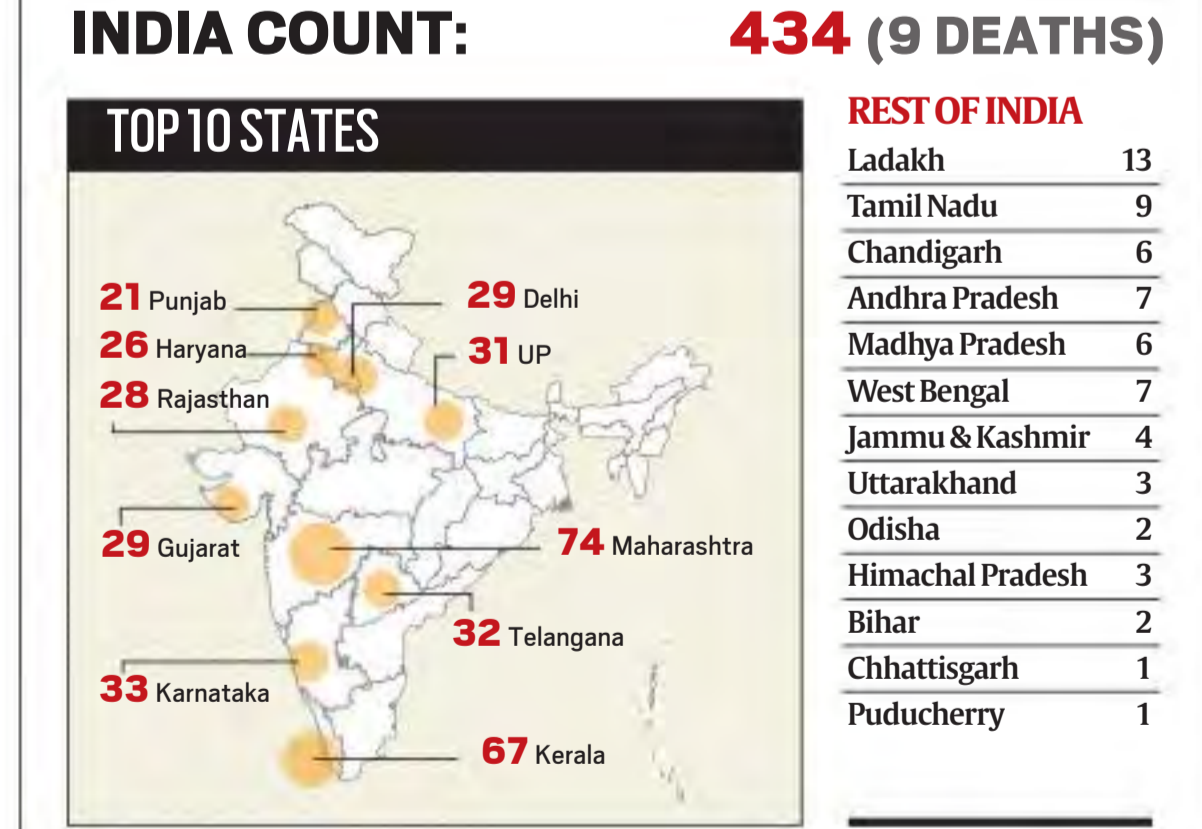 INDIA COUNT: 434 (9 DEATHS)
TOP 10 STATES
21 Punjab
29 Delhi
26 Haryana
31 UP
28 Rajasthan
29 Gujarat
74 Maharashtra
32 Telangana
33 Karnataka
67 Kerala
REST OF INDIA
Ladakh 13
Tamil Nadu 9
Chandigarh 6
Andhra Pradesh 7
Madhya Pradesh 6
West Bengal 7
Jammu & Kashmir 4
Uttarakhand 3
Odisha 2
Himachal Pradesh 3
Bihar 2
Chhattisgarh 1
Puducherry 1